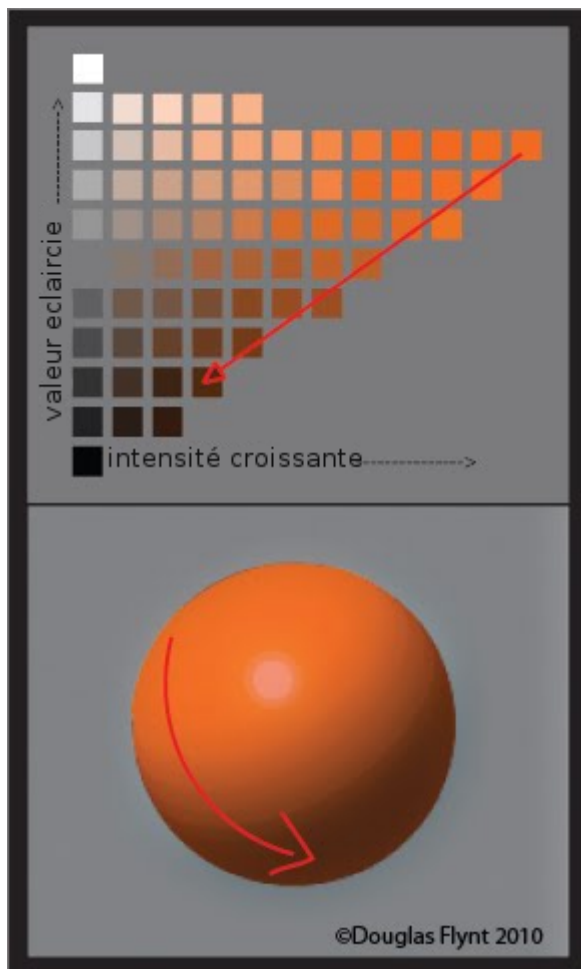 valeur eclaircie ----------->
intensité croissante------------->
©Douglas Flynt 2010